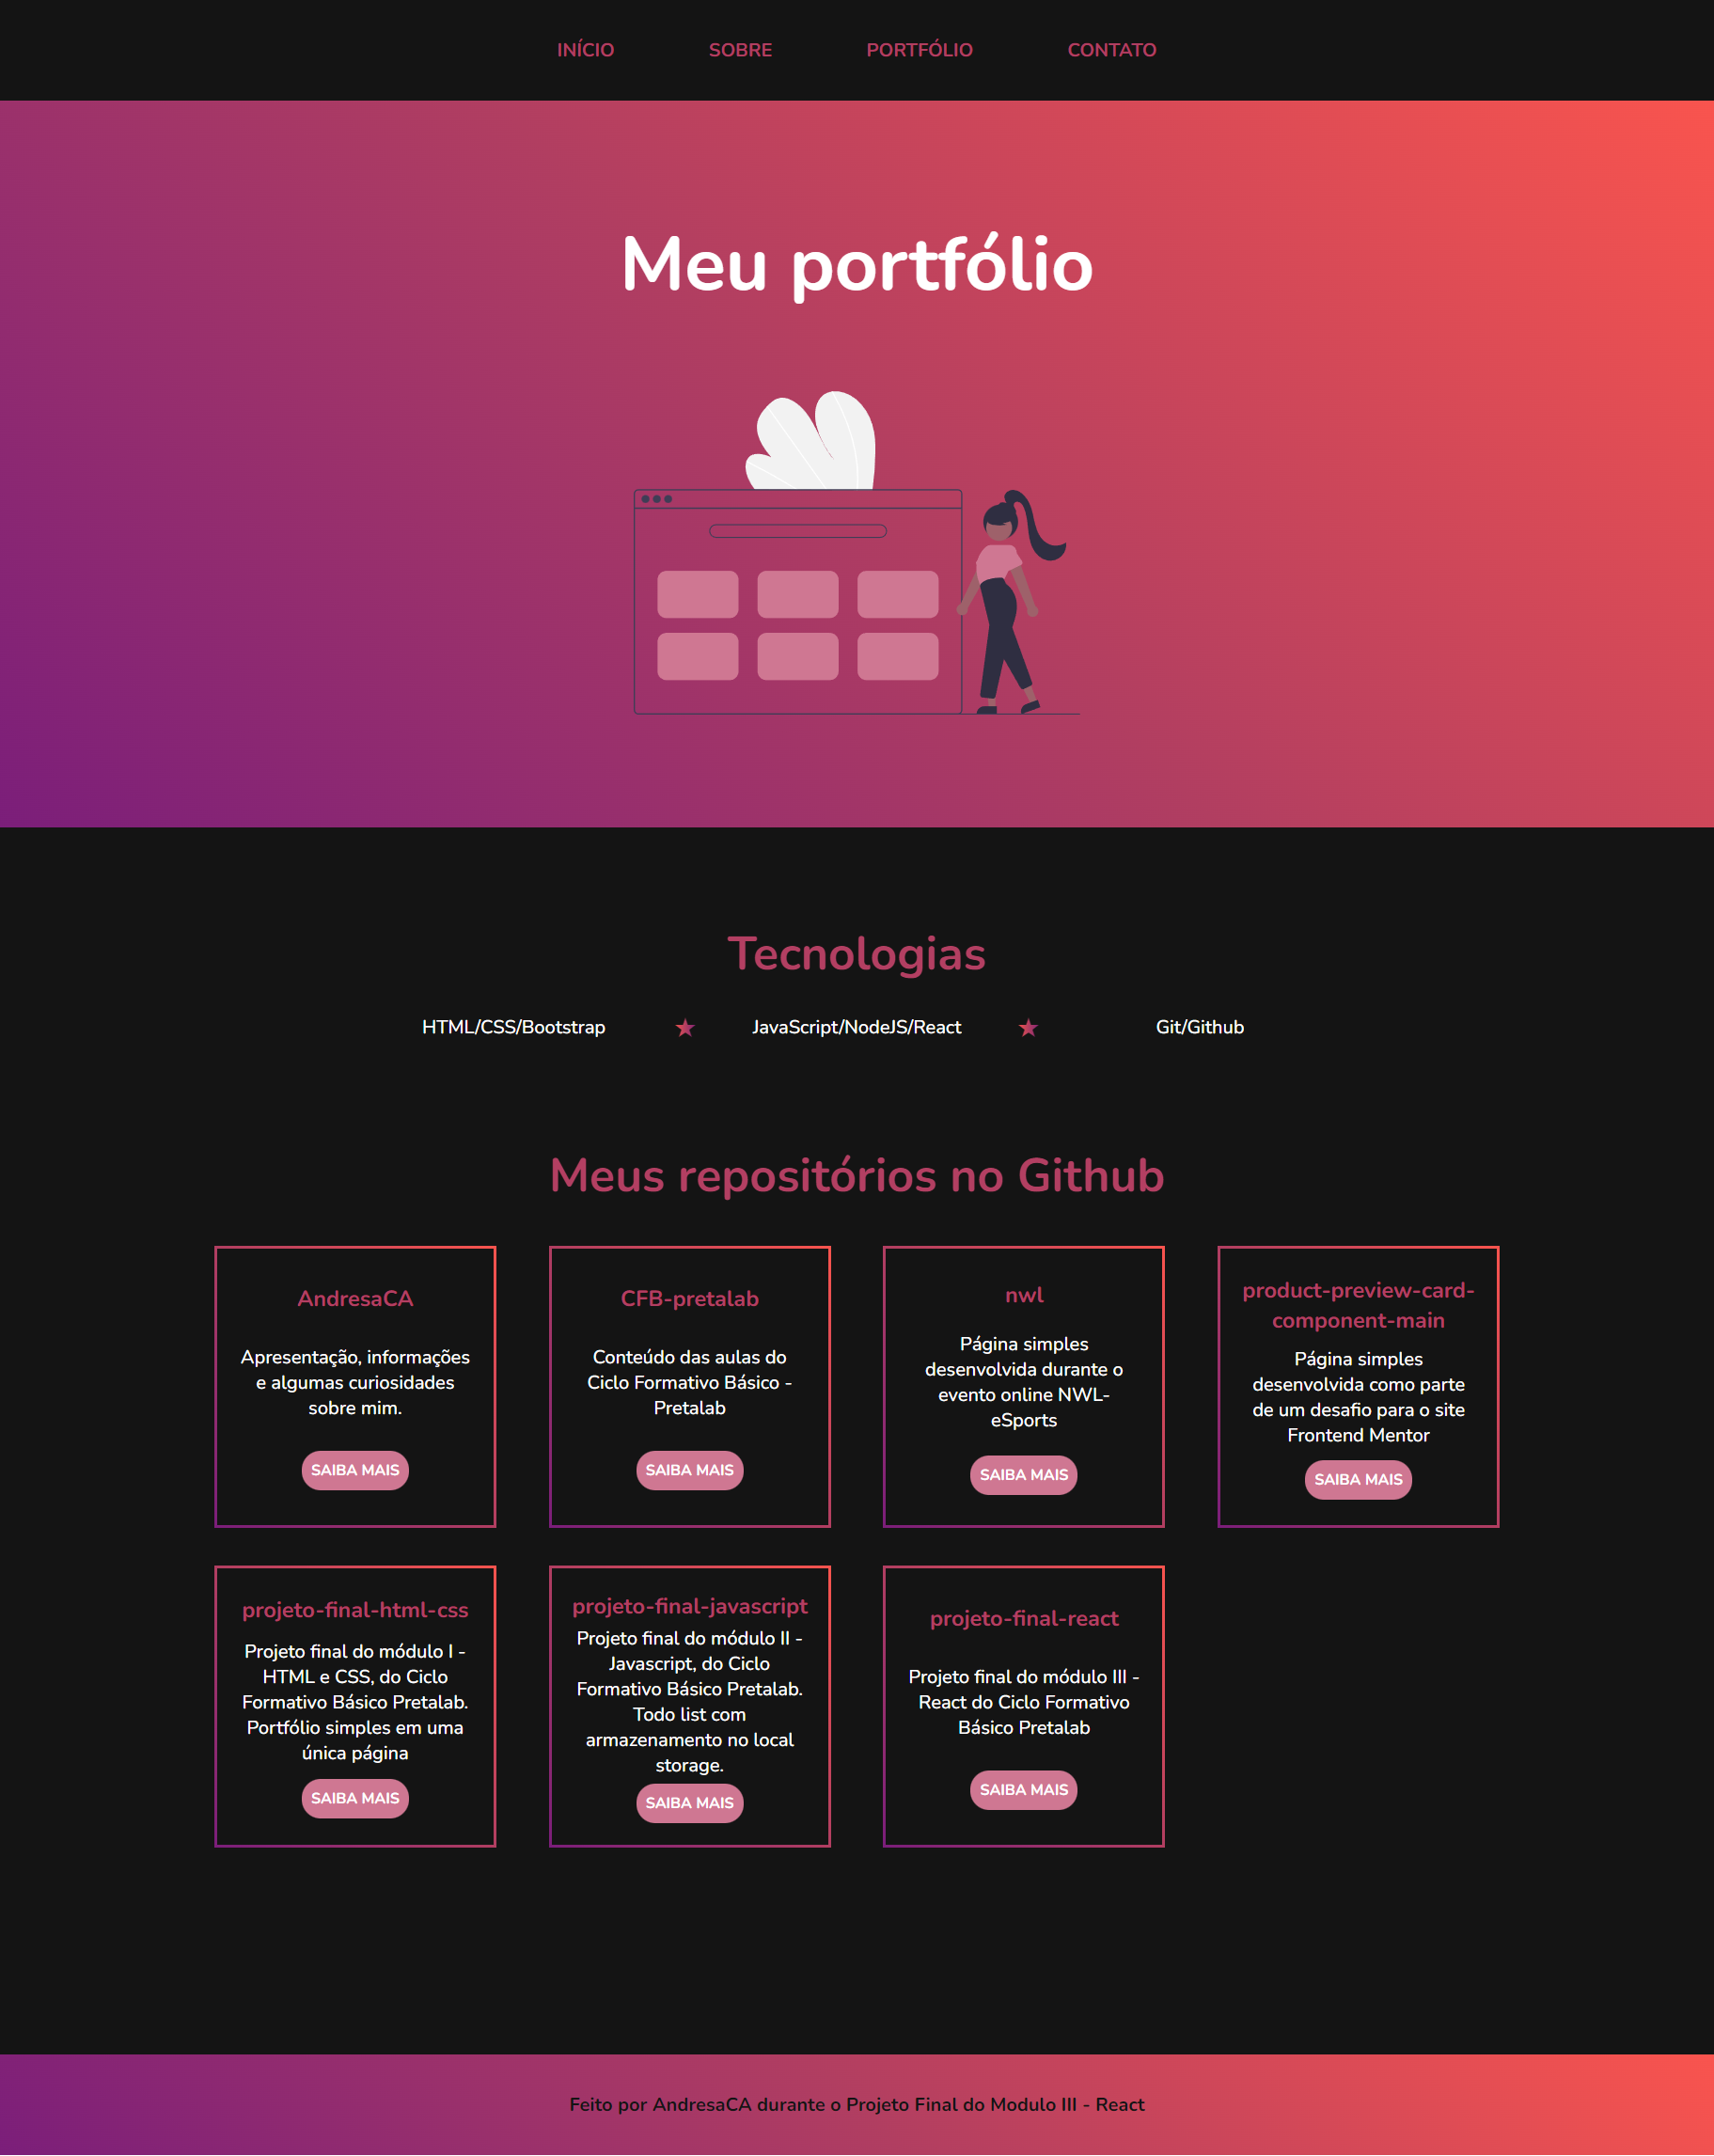 INÍCIO SOBRE PORTFÓLIO CONTATO
Meu portfólio
Tecnologias
HTML/CSS/Bootstrap ★ JavaScript/NodeJS/React ★ Git/Github
Meus repositórios no Github
AndresaCA
Apresentação, informações
e algumas curiosidades
sobre mim.
SAIBA MAIS
CFB-pretalab
Conteúdo das aulas do
Ciclo Formativo Básico -
Pretalab
SAIBA MAIS
nwl
Página simples
desenvolvida durante o
evento online NWL-
eSports
SAIBA MAIS
product-preview-card-
component-main
Página simples
desenvolvida como parte
de um desafio para o site
Frontend Mentor
SAIBA MAIS
projeto-final-html-css
Projeto final do módulo I -
HTML e CSS, do Ciclo
Formativo Básico Pretalab.
Portfólio simples em uma
única página
SAIBA MAIS
projeto-final-javascript
Projeto final do módulo II -
Javascript, do Ciclo
Formativo Básico Pretalab.
Todo list com
armazenamento no local
storage.
SAIBA MAIS
projeto-final-react
Projeto final do módulo III -
React do Ciclo Formativo
Básico Pretalab
SAIBA MAIS
Feito por AndresaCA durante o Projeto Final do Modulo III - React